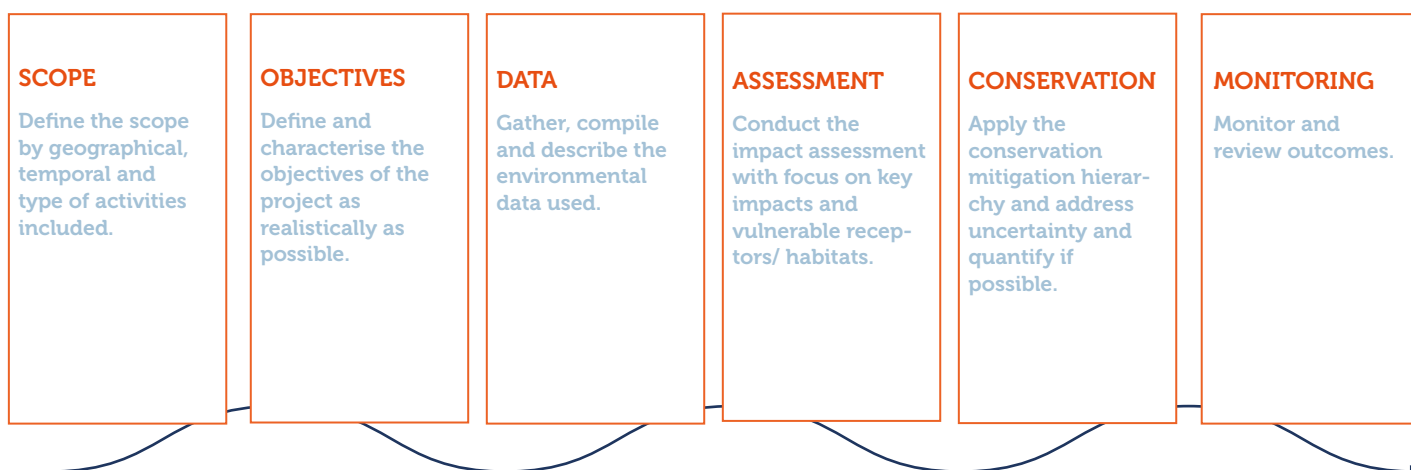 SCOPE
Define the scope
by geographical,
temporal and
type of activities
included.
OBJECTIVES
Define and
characterise the
objectives of the
project as
realistically as
possible.
DATA
Gather, compile
and describe the
environmental
data used.
ASSESSMENT
Conduct the
impact assessment
with focus on key
impacts and
vulnerable recep-
tors/ habitats.
CONSERVATION
Apply the
conservation
mitigation hierar-
chy and address
uncertainty and
quantify if
possible.
MONITORING
Monitor and
review outcomes.